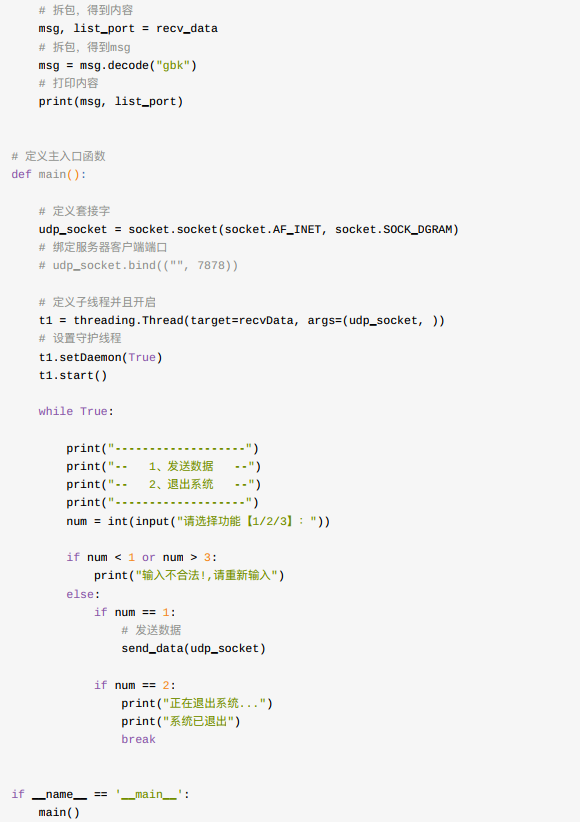 # 拆包，得到内容
    msg, list_port = recv_data
    # 拆包，得到msg
    msg = msg.decode("gbk")
    # 打印内容
    print(msg, list_port)
# 定义主入口函数
def main():
    # 定义套接字
    udp_socket = socket.socket(socket.AF_INET, socket.SOCK_DGRAM)
    # 绑定服务器客户端端口
    # udp_socket.bind(("", 7878))
    # 定义子线程并且开启
    t1 = threading.Thread(target=recvData, args=(udp_socket, ))
    # 设置守护线程
    t1.setDaemon(True)
    t1.start()
    while True:
        print("-------------------")
        print("--   1、发送数据   --")
        print("--   2、退出系统   --")
        print("-------------------")
        num = int(input("请选择功能【1/2/3】："))
        if num < 1 or num > 3:
            print("输入不合法!,请重新输入")
        else:
            if num == 1:
                # 发送数据
                send_data(udp_socket)
            if num == 2:
                print("正在退出系统...")
                print("系统已退出")
                break
if __name__ == '__main__':
    main()